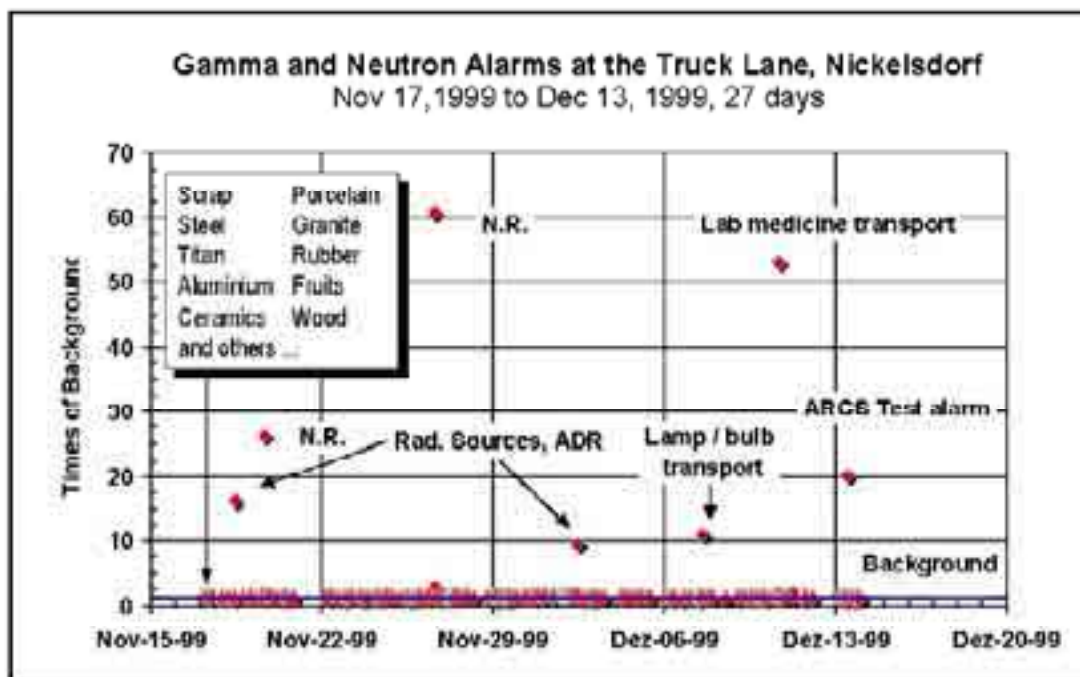 Gamma and Neutron Alarms at the Truck Lane, Nickelsdorf
Nov 17,1999 to Dec 13, 1999, 27 days
Times of Background
70
60
50
40
30
20
10
0
Scrap Porcelain
Steel Granite
Titan Rubber
Aluminium Fruits
Ceramics Wood
and others ...
N.R.
Lab medicine transport
ARCS Test alarm
N.R.
Rad. Sources, ADR
Lamp / bulb
transport
Background
Nov-15-99 Nov-22-99 Nov-29-99 Dez-06-99 Dez-13-99 Dez-20-99